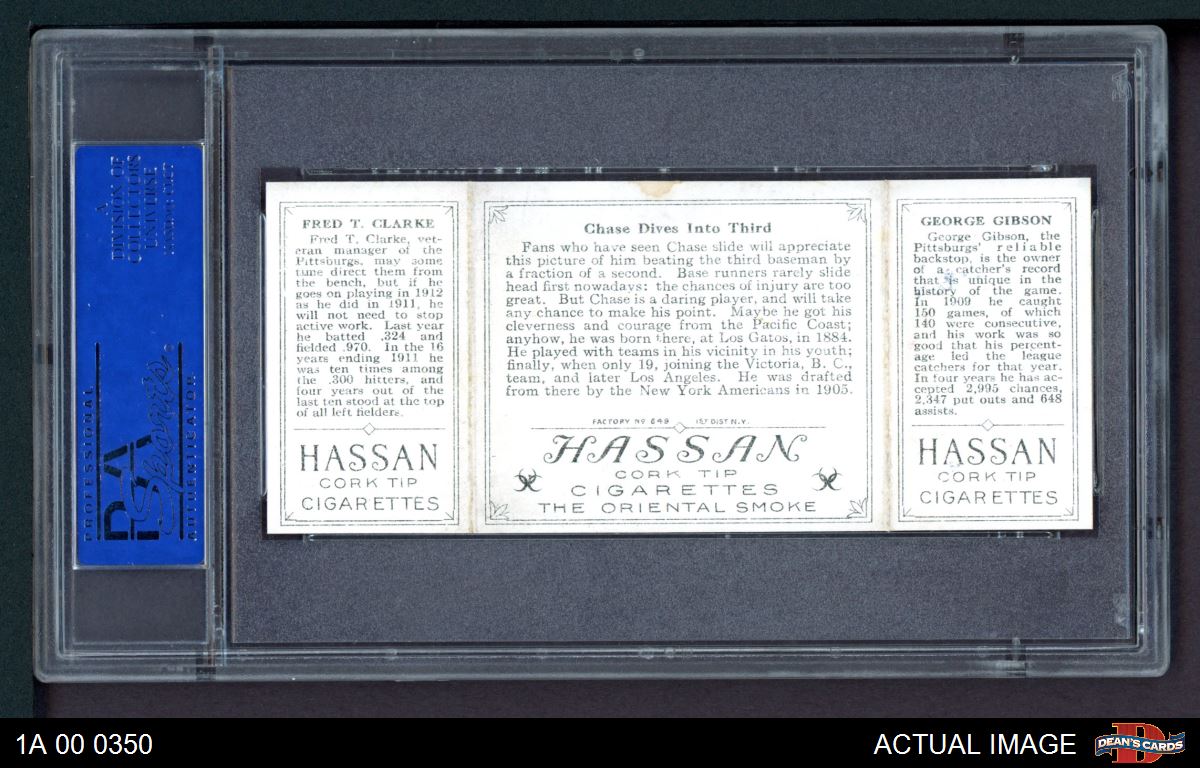 A
DIVISION OF
COLLECTORS
UNIVERSE
PROFESSIONAL
PSA
AUTHENTICATOR
FRED T. CLARKE
Fred T. Clarke, vet-
eran manager of the
Pittsburgs, may some
time direct them from
the bench, but if he
goes on playing in 1912
as he did in 1911, he
will not need to stop
active work. Last year
he batted .324 and
fielded .970. In the 16
years ending 1911 he
was ten times among
the .300 hitters, and
four years out of the
last ten stood at the top
of all left fielders.
HASSAN
CORK TIP
CIGARETTES
Chase Dives Into Third
Fans who have seen Chase slide will appreciate
this picture of him beating the third baseman by
a fraction of a second. Base runners rarely slide
head first nowadays: the chances of injury are too
great. But Chase is a daring player, and will take
any chance to make his point. Maybe he got his
cleverness and courage from the Pacific Coast;
anyhow, he was born there, at Los Gatos, in 1884.
He played with teams in his vicinity in his youth;
finally, when only 19, joining the Victoria, B. C.,
team, and later Los Angeles. He was drafted
from there by the New York Americans in 1905.
FACTORY Nº 649 1ST DIST. N.Y.
HASSAN
CORK TIP
CIGARETTES
THE ORIENTAL SMOKE
GEORGE GIBSON
George Gibson, the
Pittsburgs' reliable
backstop, is the owner
of a catcher's record
that is unique in the
history of the game.
In 1909 he caught
150 games, of which
140 were consecutive,
and his work was so
good that his percent-
age led the league
catchers for that year.
In four years he has ac-
cepted 2,995 chances,
2,347 put outs and 648
assists.
HASSAN
CORK TIP
CIGARETTES
1A 00 0350
ACTUAL IMAGE
DEAN'S CARDS